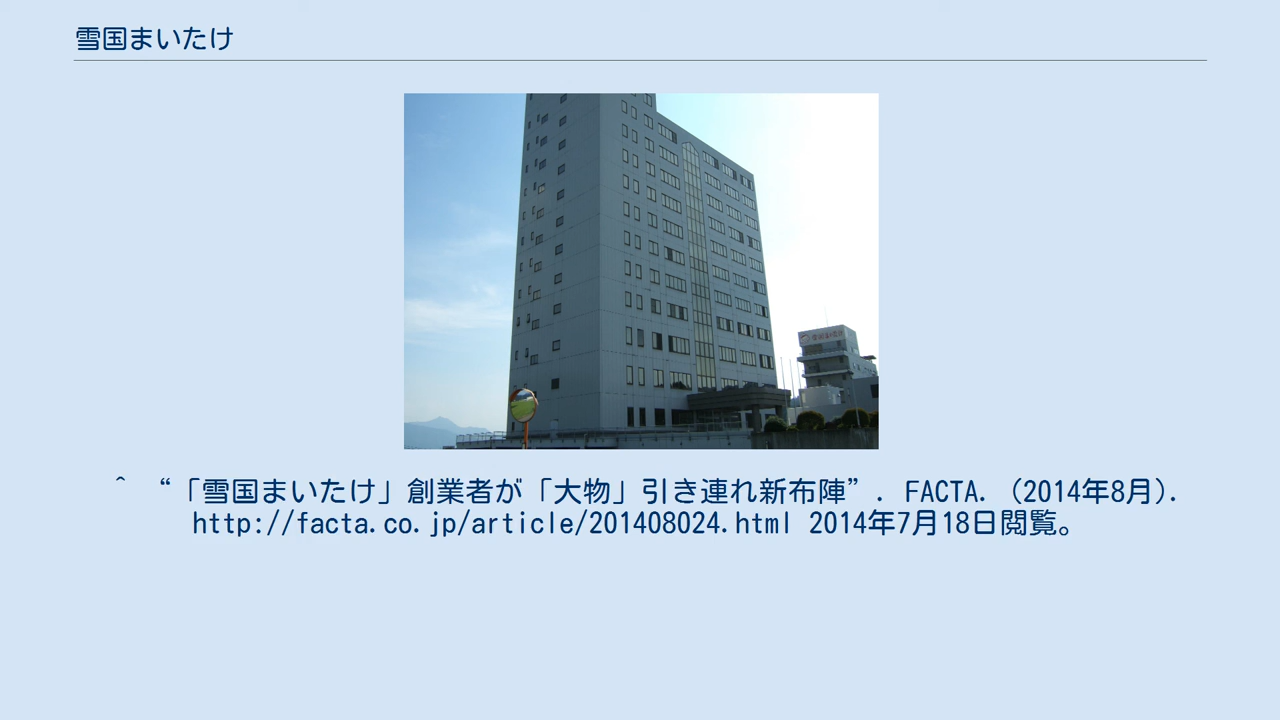 雪国まいたけ
^ “「雪国まいたけ」創業者が「大物」引き連れ新布陣”. FACTA. (2014年8月).
http://facta.co.jp/article/201408024.html 2014年7月18日閲覧。